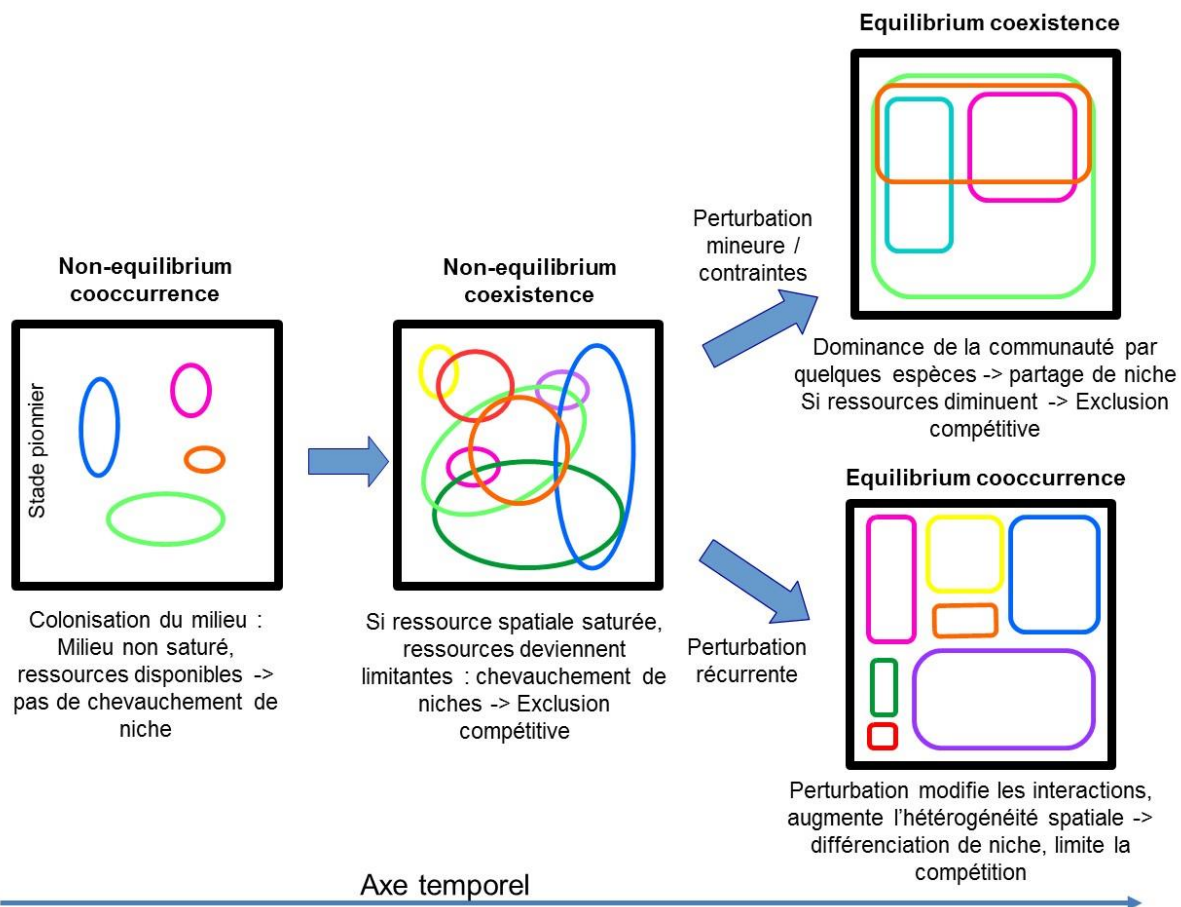 Non-equilibrium
cooccurrence
Stade pionnier
Colonisation du milieu :
Milieu non saturé,
ressources disponibles ->
pas de chevauchement de
niche
Non-equilibrium
coexistence
Si ressource spatiale saturée,
ressources deviennent
limitantes : chevauchement de
niches -> Exclusion
compétitive
Perturbation
mineure /
contraintes
Equilibrium coexistence
Dominance de la communauté par
quelques espèces -> partage de niche
Si ressources diminuent -> Exclusion
compétitive
Perturbation
récurrente
Equilibrium cooccurrence
Perturbation modifie les interactions,
augmente l’hétérogénéité spatiale ->
différenciation de niche, limite la
compétition
Axe temporel